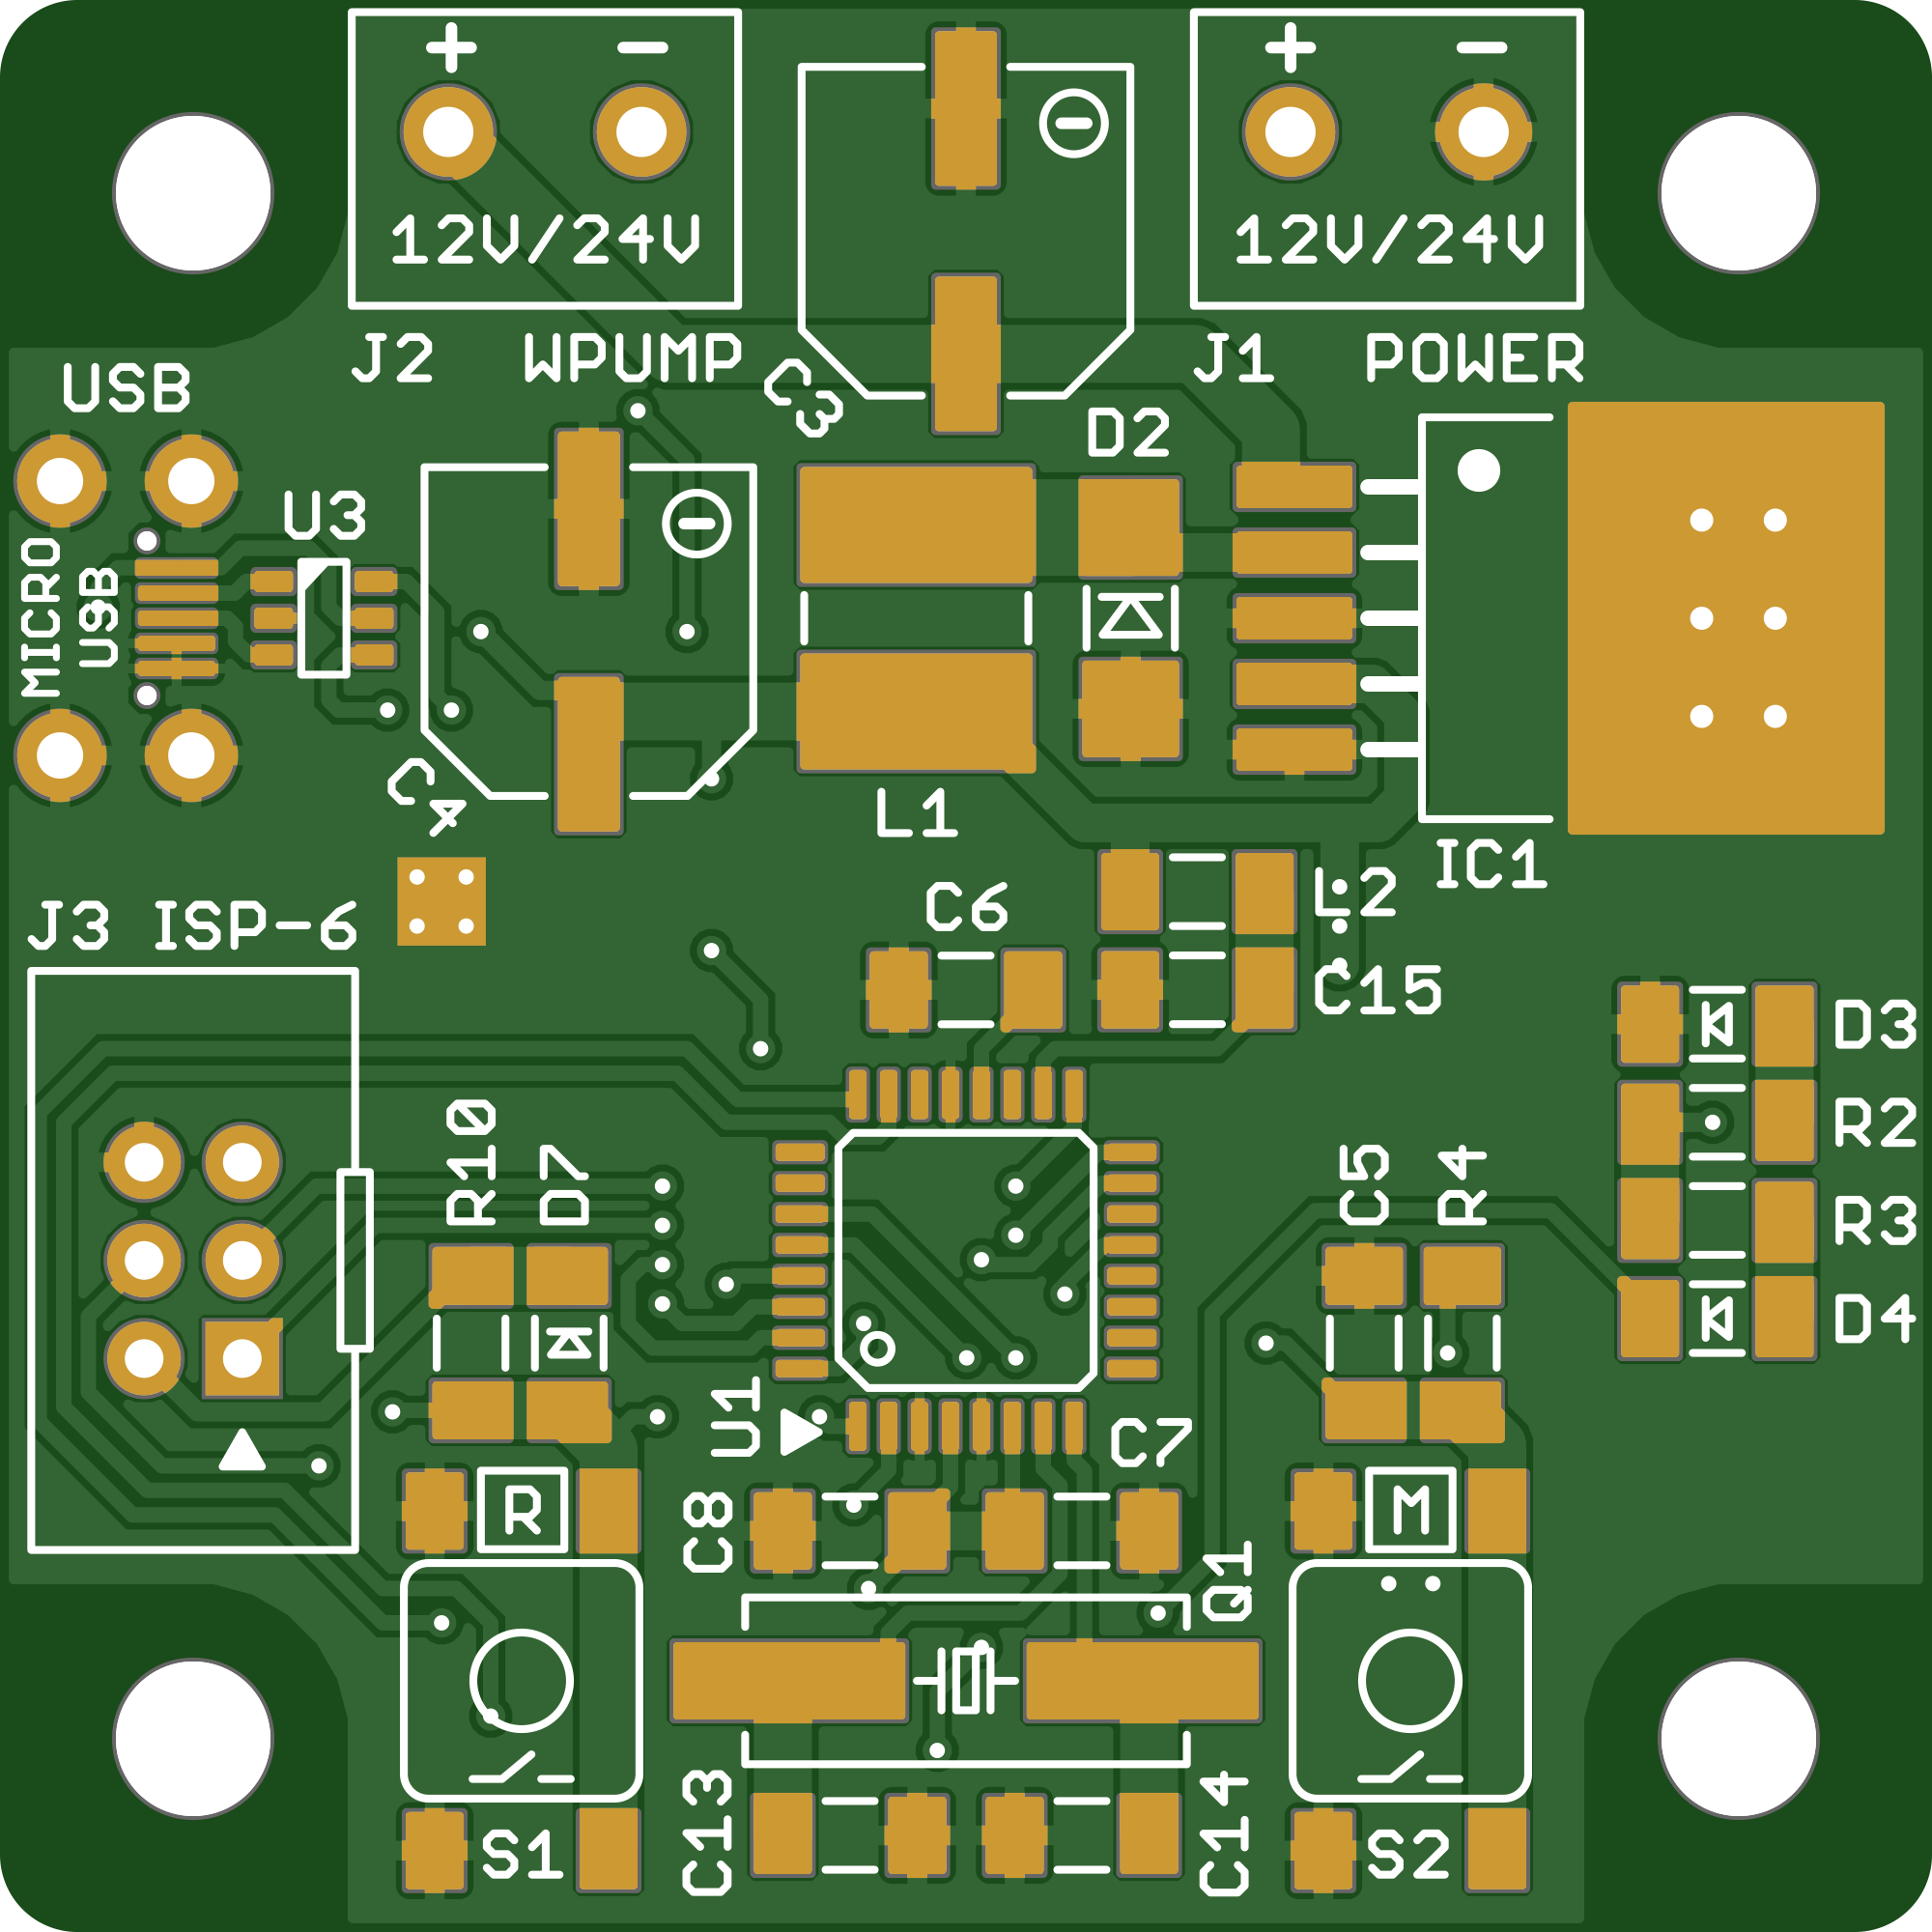 + -
+ -
12V/24V
12V/24V
J2 WPUMP
J1 POWER
C3
USB
D2
U3
MICRO
USB
C4
L1
IC1
L2
C6
J3 ISP-6
C15
D3
R2
R10
D7
C5
R4
R3
D4
U1
C7
R
C8
M
Q1
C13
C14
S1
S2